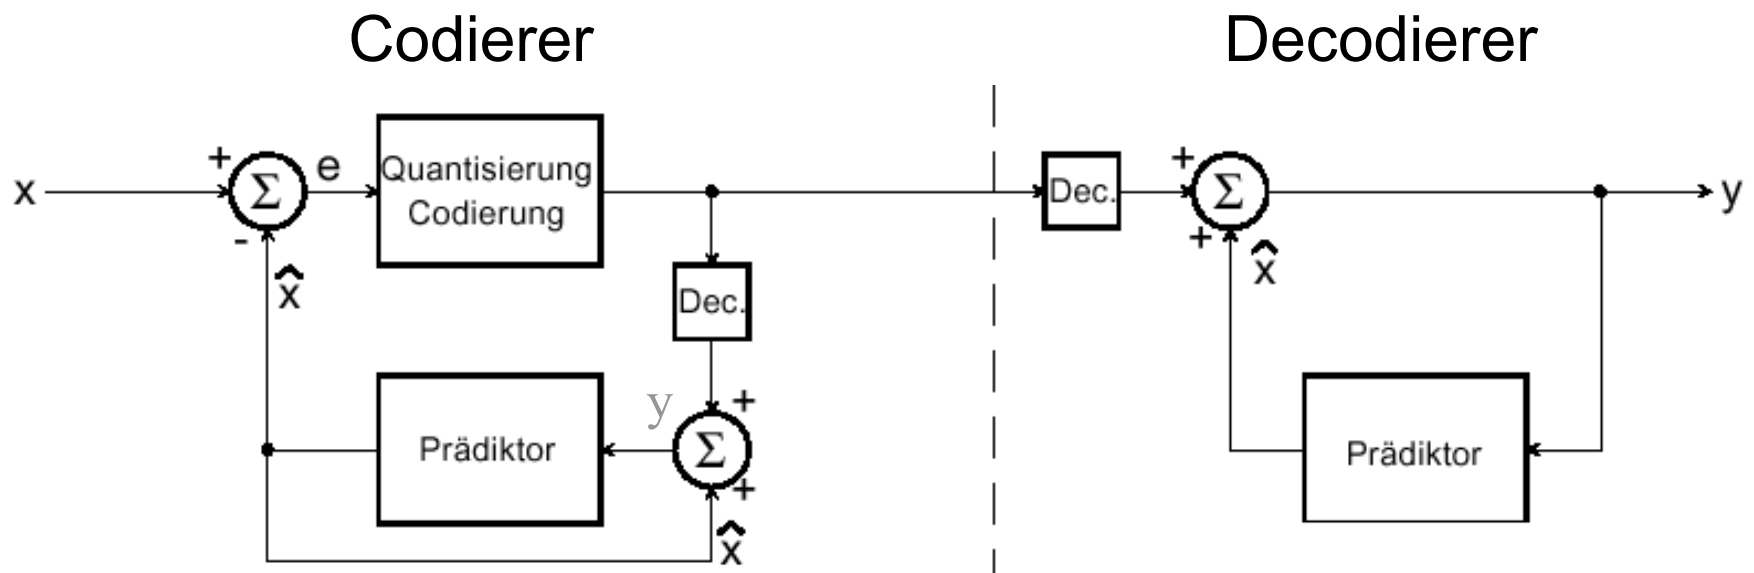 Codierer
Decodierer
x
+
Σ
-
e
x̂
Quantisierung
Codierung
Dec.
y
+
Σ
+
x̂
Prädiktor
Dec.
+
Σ
+
x̂
y
Prädiktor